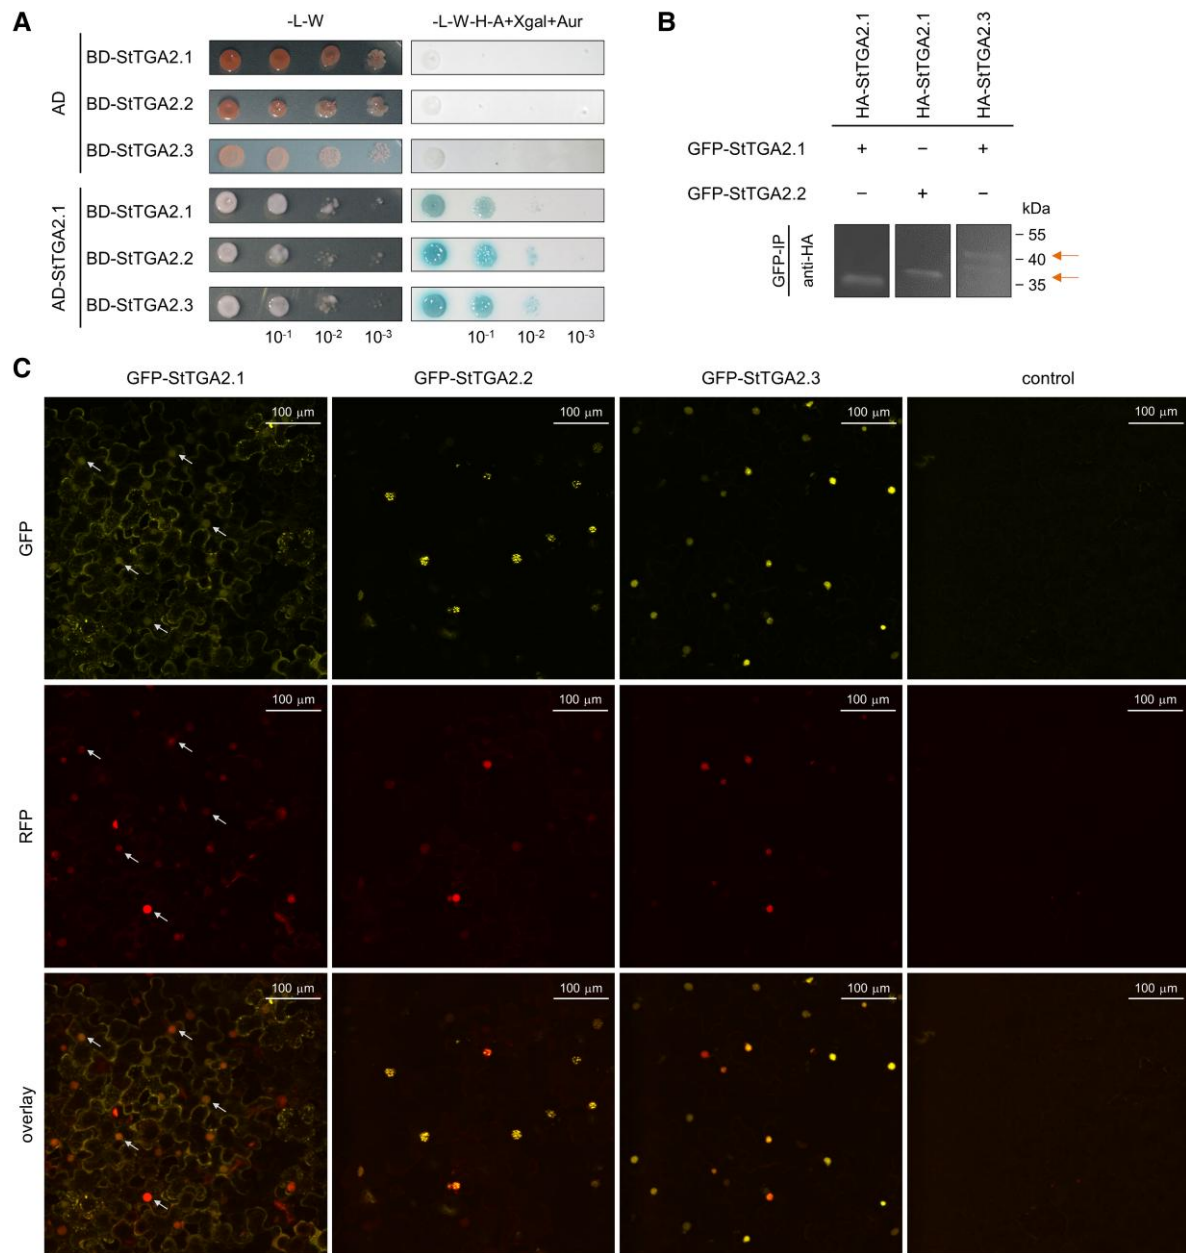 A
-L-W
-L-W-H-A+Xgal+Aur
AD
BD-StTGA2.1
BD-StTGA2.2
BD-StTGA2.3
AD-StTGA2.1
BD-StTGA2.1
BD-StTGA2.2
BD-StTGA2.3
10-1 10-2 10-3 10-1 10-2 10-3
B
HA-StTGA2.1
HA-StTGA2.1
HA-StTGA2.3
GFP-StTGA2.1 + – +
GFP-StTGA2.2 – + –
GFP-IP
anti-HA
kDa
55
40
35
C
GFP-StTGA2.1 GFP-StTGA2.2 GFP-StTGA2.3 control
GFP
100 µm 100 µm 100 µm 100 µm
RFP
100 µm 100 µm 100 µm 100 µm
overlay
100 µm 100 µm 100 µm 100 µm